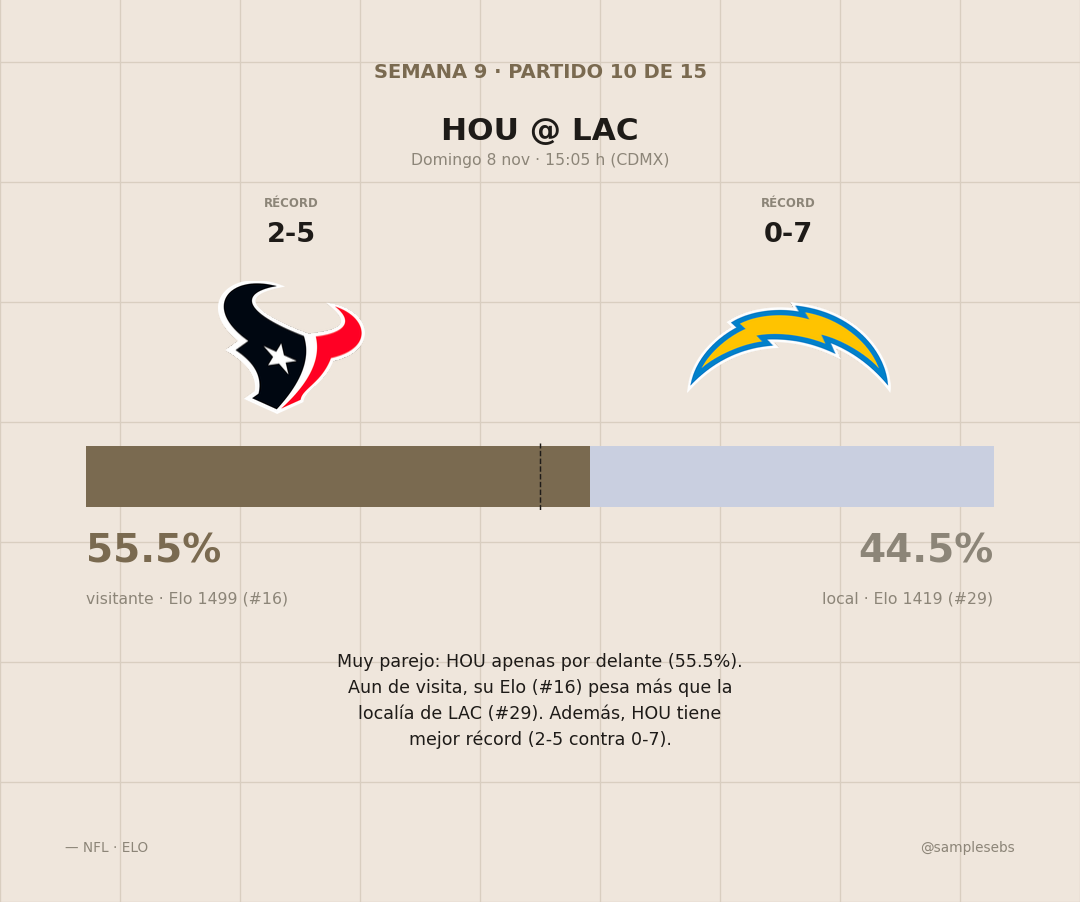 SEMANA 9 · PARTIDO 10 DE 15
HOU @ LAC
Domingo 8 nov · 15:05 h (CDMX)
RÉCORD
2-5
RÉCORD
0-7
55.5%
44.5%
visitante · Elo 1499 (#16)
local · Elo 1419 (#29)
Muy parejo: HOU apenas por delante (55.5%).
Aun de visita, su Elo (#16) pesa más que la
localía de LAC (#29). Además, HOU tiene
mejor récord (2-5 contra 0-7).
— NFL · ELO
@samplesebs